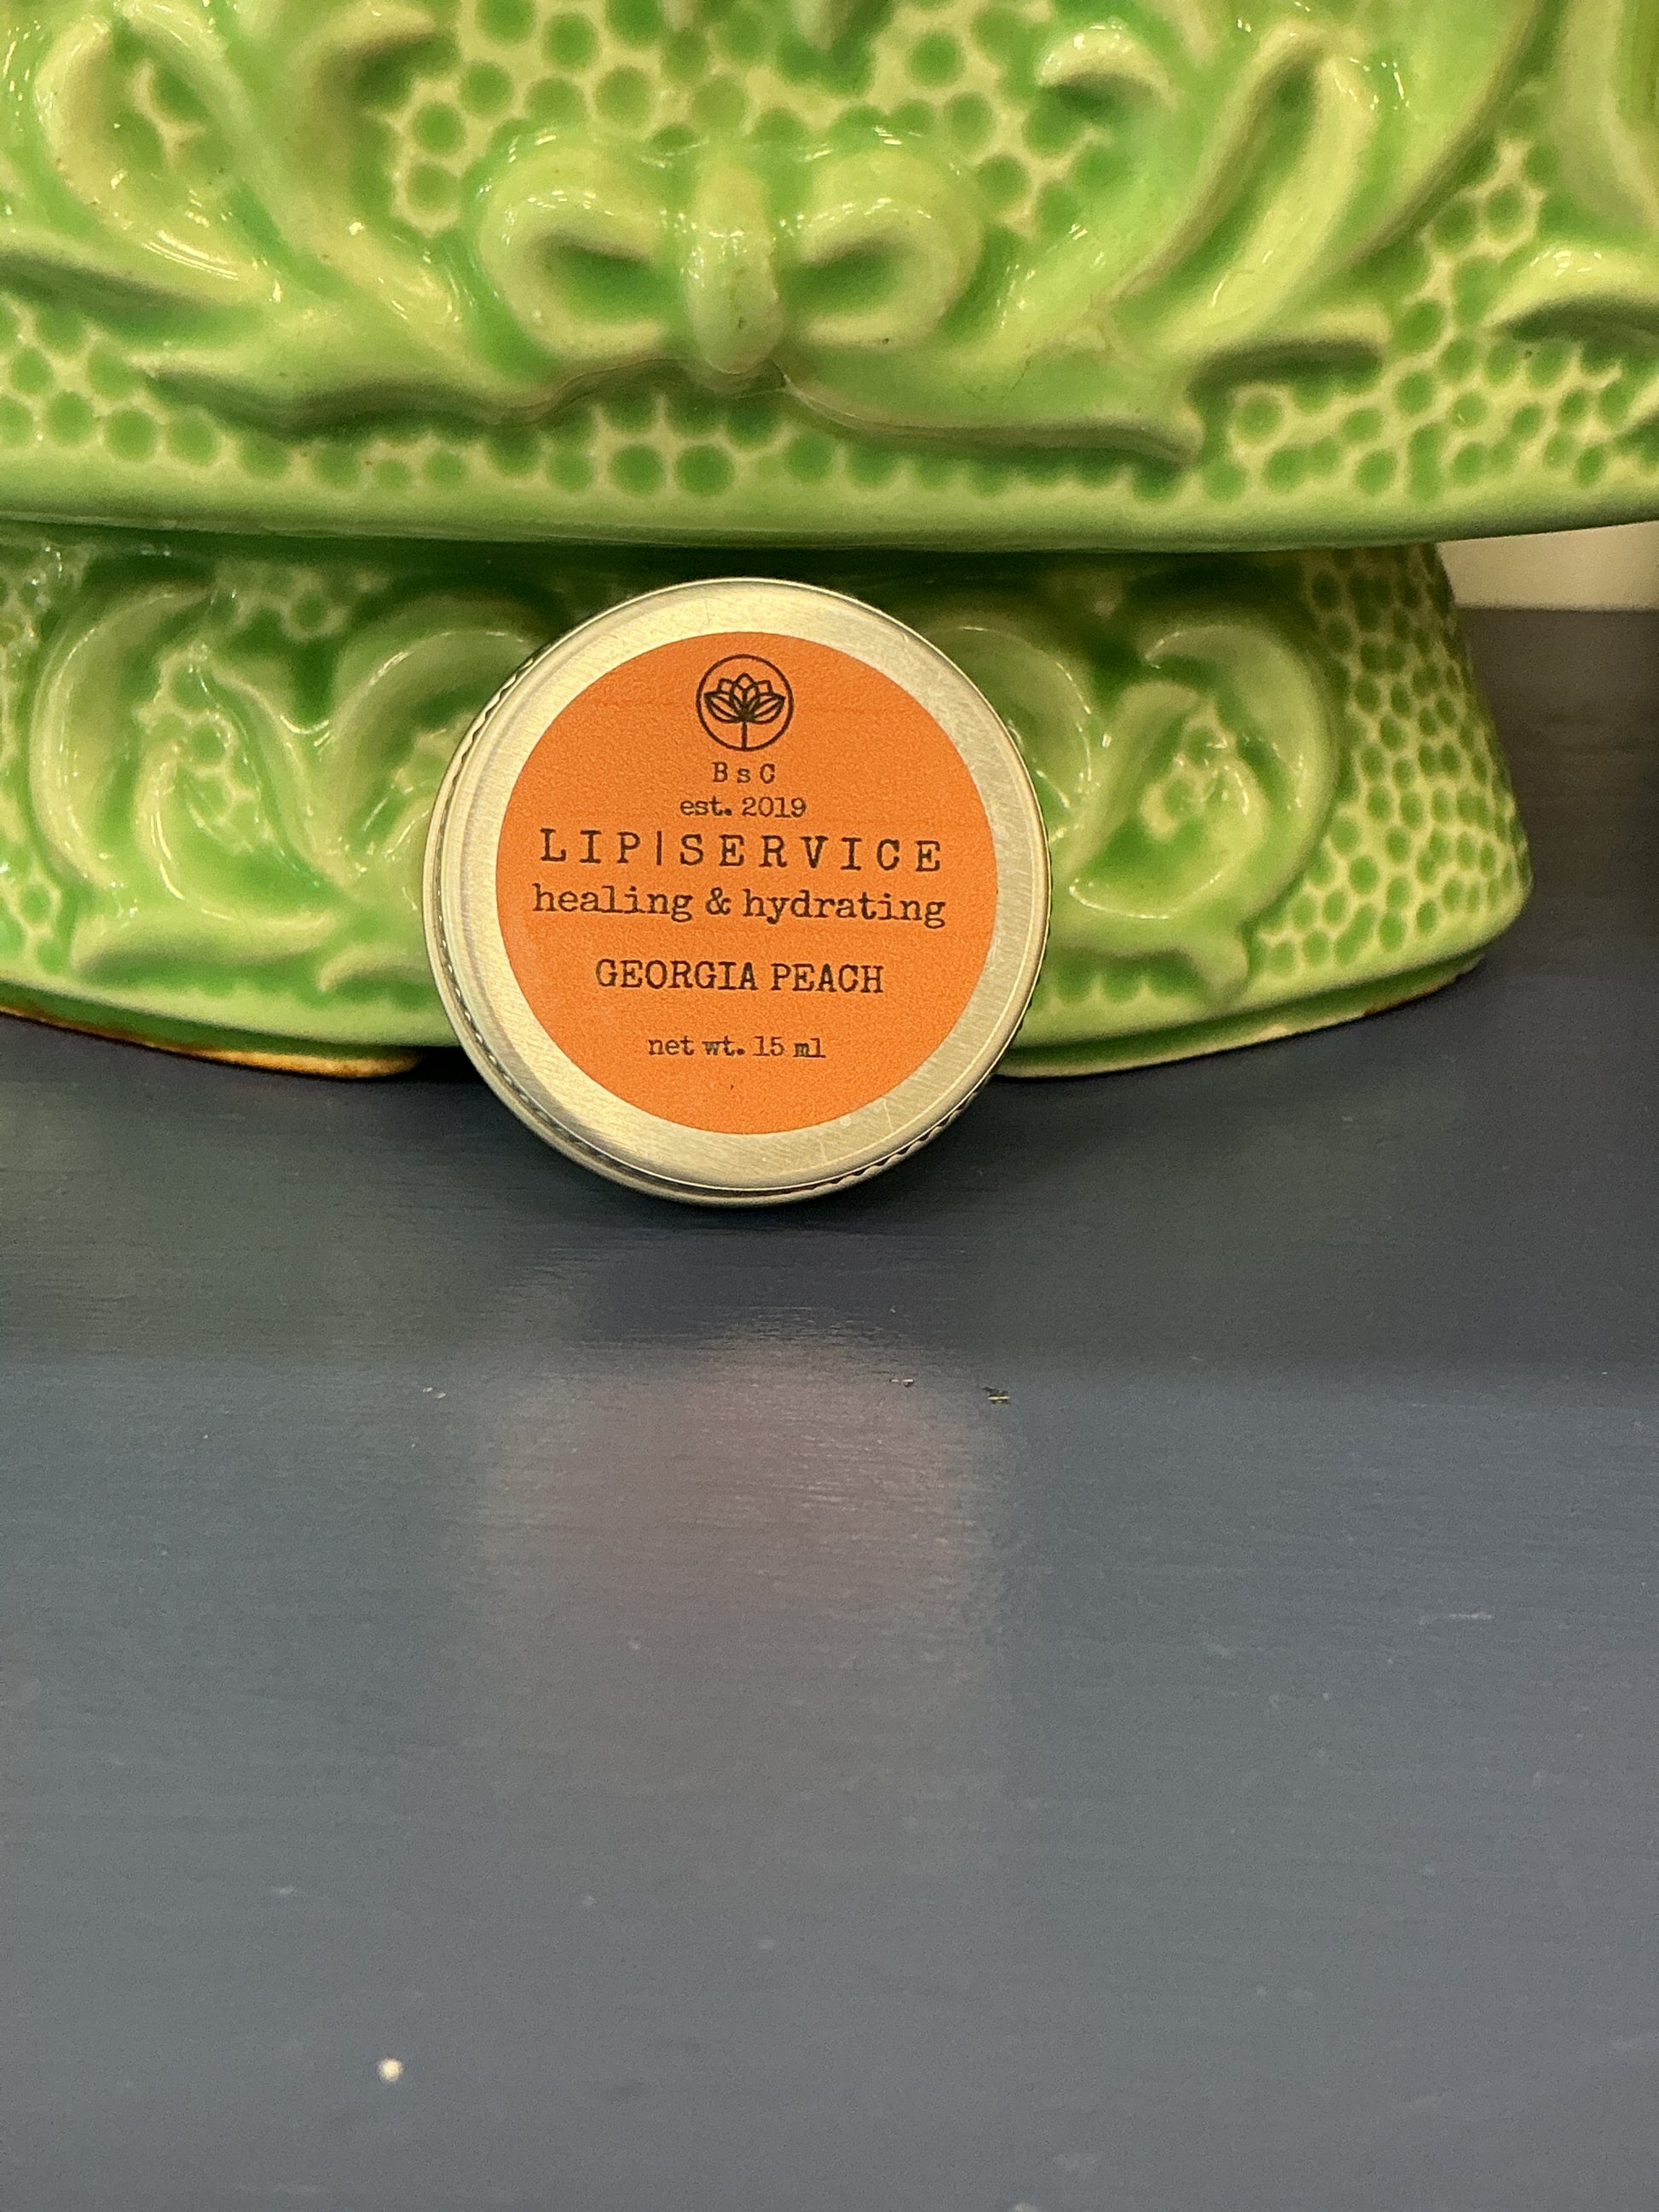 BsC
est. 2019
LIP|SERVICE
healing & hydrating
GEORGIA PEACH
net wt. 15 ml